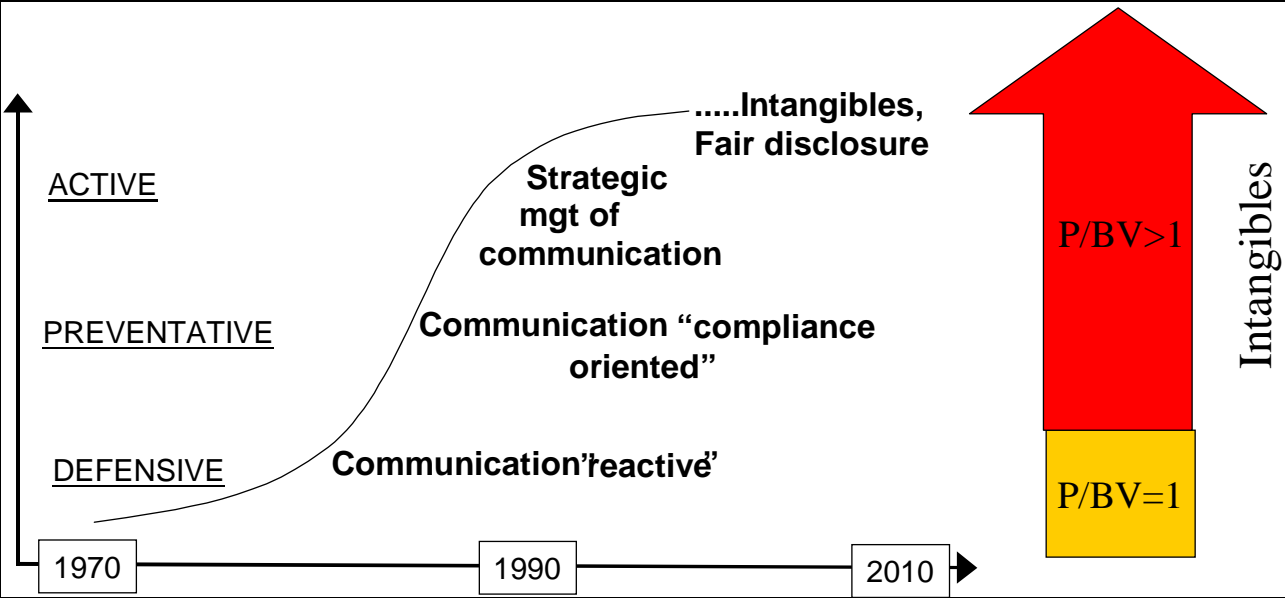 .....Intangibles,
Fair disclosure
ACTIVE
Strategic
mgt of
communication
PREVENTATIVE
Communication “compliance
oriented”
DEFENSIVE
Communication”reactive”
1970
1990
2010
P/BV>1
P/BV=1
Intangibles